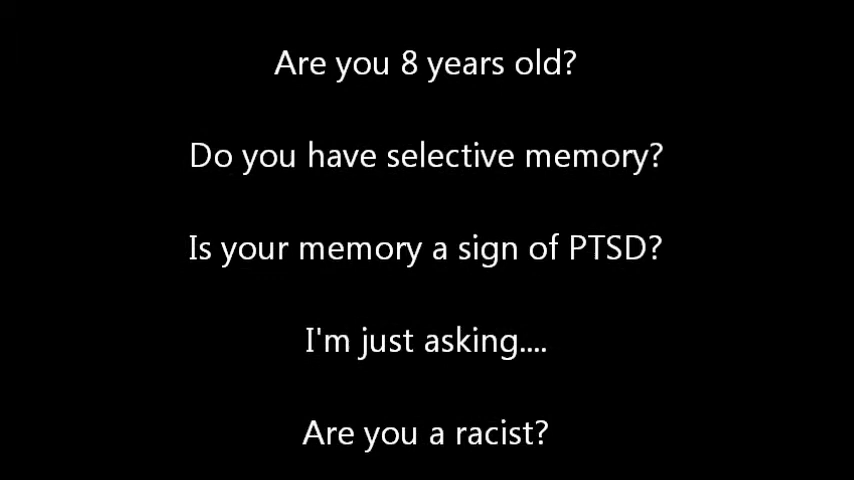 Are you 8 years old?
Do you have selective memory?
Is your memory a sign of PTSD?
I'm just asking....
Are you a racist?